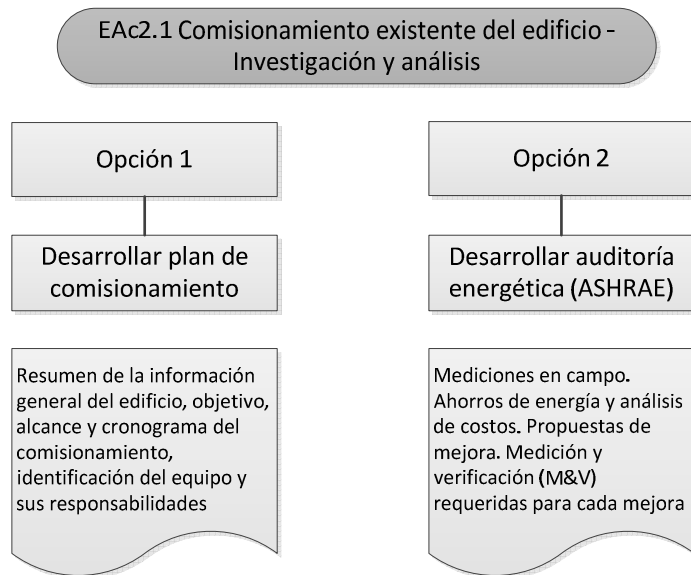 EAc2.1 Comisionamiento existente del edificio -
Investigación y análisis
Opción 1
Desarrollar plan de
comisionamiento
Resumen de la información
general del edificio, objetivo,
alcance y cronograma del
comisionamiento,
identificación del equipo y
sus responsabilidades
Opción 2
Desarrollar auditoría
energética (ASHRAE)
Mediciones en campo.
Ahorros de energía y análisis
de costos. Propuestas de
mejora. Medición y
verificación (M&V)
requeridas para cada mejora